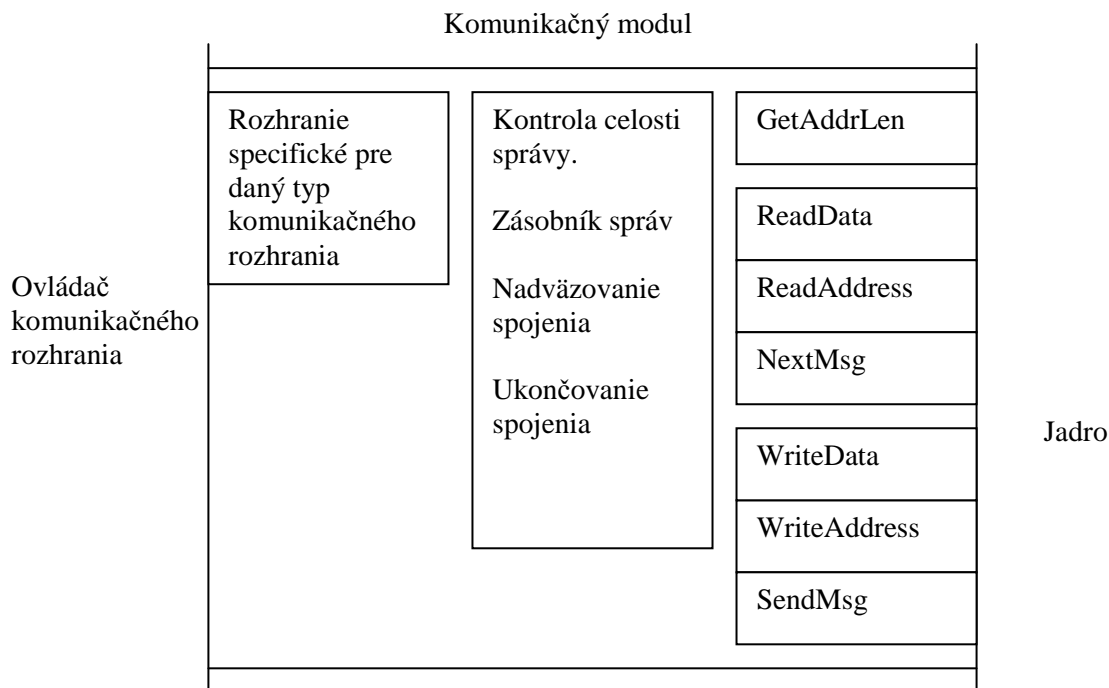 Komunikačný modul
Rozhranie
specifické pre
daný typ
komunikačného
rozhrania
Kontrola celosti
správy.
Zásobník správ
Nadväzovanie
spojenia
Ukončovanie
spojenia
GetAddrLen
ReadData
ReadAddress
NextMsg
WriteData
WriteAddress
SendMsg
Ovládač
komunikačného
rozhrania
Jadro